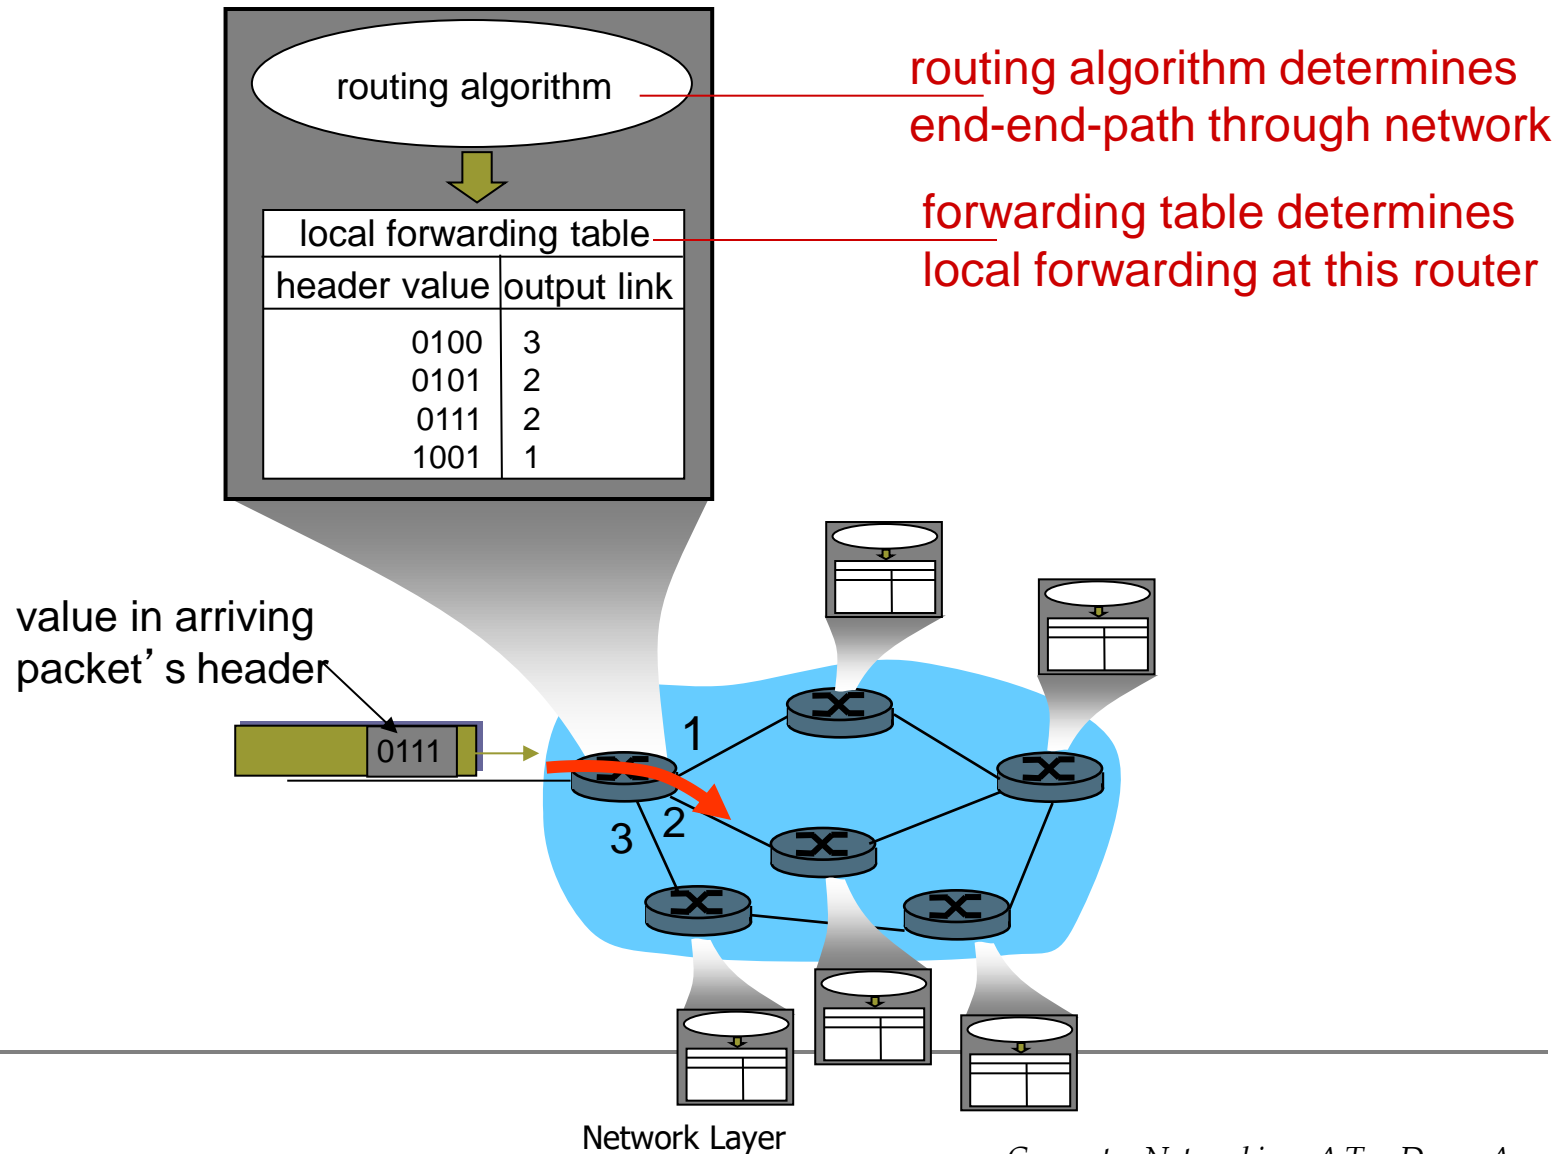 routing algorithm
routing algorithm determines
end-end-path through network
local forwarding table
forwarding table determines
local forwarding at this router
header value output link
0100 3
0101 2
0111 2
1001 1
value in arriving
packet’s header
0111
1
2
3
Network Layer